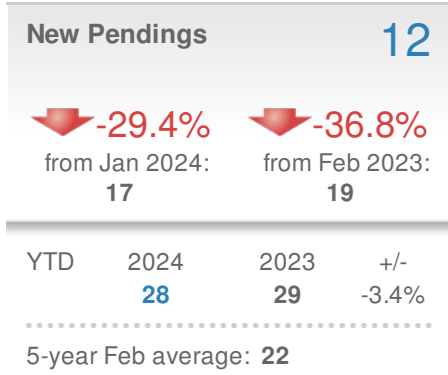 New Pendings 12
-29.4% -36.8%
from Jan 2024: from Feb 2023:
17 19
YTD 2024 2023 +/-
28 29 -3.4%
5-year Feb average: 22